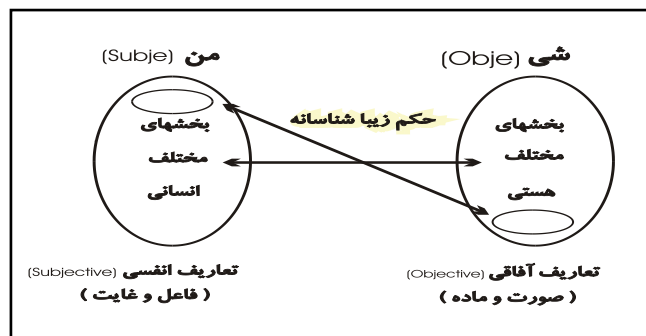 من (Subje)
شی (Obje)
حکم زیبا شناسانه
بخشهای
مختلف
انسانی
بخشهای
مختلف
هستی
تعاریف انفسی (Subjective)
( فاعل و غایت )
تعاریف آفاقی (Objective)
( صورت و ماده )